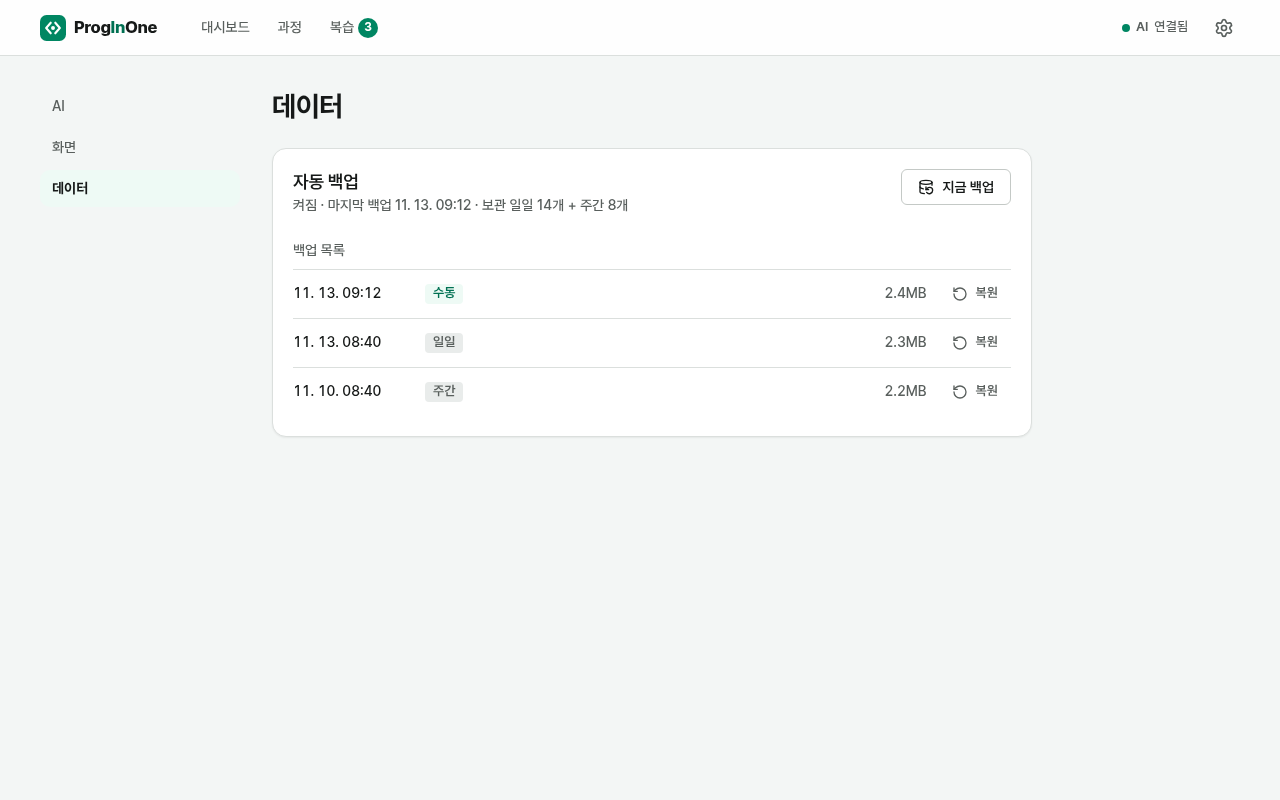 ProgInOne 대시보드 과정 복습 3 AI 연결됨
AI
화면
데이터
데이터
자동 백업
켜짐 · 마지막 백업 11. 13. 09:12 · 보관 일일 14개 + 주간 8개
지금 백업
백업 목록
11. 13. 09:12 수동 2.4MB 복원
11. 13. 08:40 일일 2.3MB 복원
11. 10. 08:40 주간 2.2MB 복원